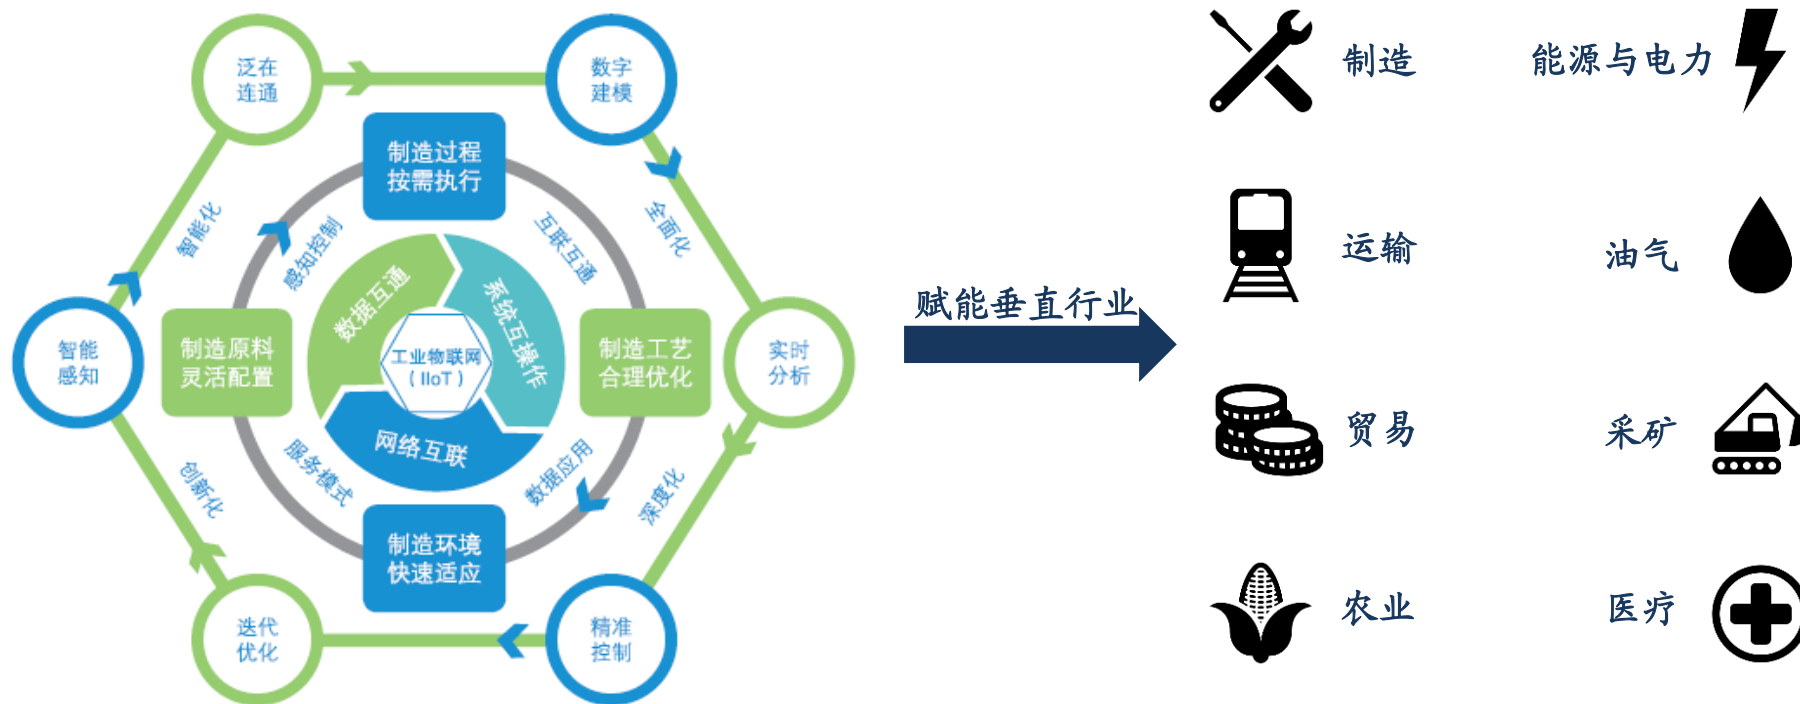 泛在
连通
数字
建模
制造过程
按需执行
智能化
感知控制
互联互通
全面化
数据互通
系统互操作
智能
感知
制造原料
灵活配置
工业物联网
（IIoT）
制造工艺
合理优化
实时
分析
网络互联
创新化
服务模式
数据应用
深度化
制造环境
快速适应
迭代
优化
精准
控制
赋能垂直行业
制造
能源与电力
运输
油气
贸易
采矿
农业
医疗